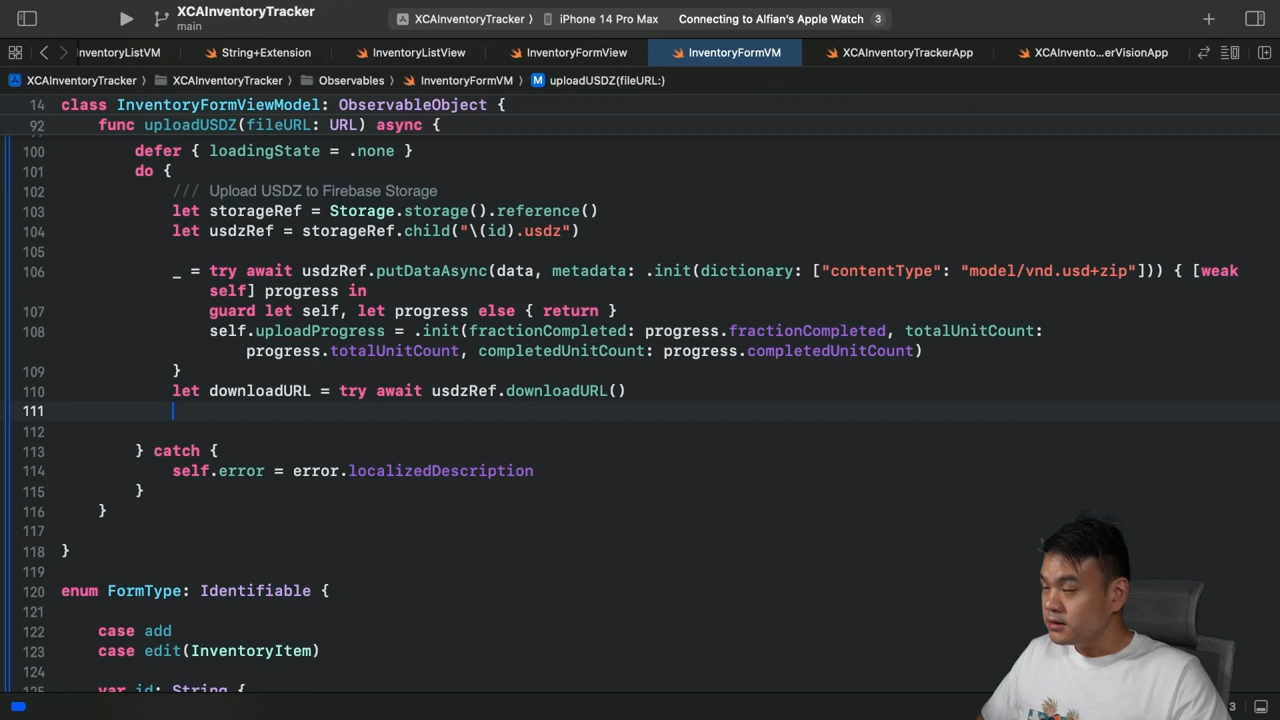 XCAInventoryTracker
main
XCAInventoryTracker
iPhone 14 Pro Max
Connecting to Alfian's Apple Watch
3
nventoryListVM
String+Extension
InventoryListView
InventoryFormView
InventoryFormVM
XCAInventoryTrackerApp
XCAInvento...erVisionApp
XCAInventoryTracker
XCAInventoryTracker
Observables
InventoryFormVM
M uploadUSDZ(fileURL:)
14 class InventoryFormViewModel: ObservableObject {
92 func uploadUSDZ(fileURL: URL) async {
100 defer { loadingState = .none }
101 do {
102 /// Upload USDZ to Firebase Storage
103 let storageRef = Storage.storage().reference()
104 let usdzRef = storageRef.child("\(id).usdz")
105
106 _ = try await usdzRef.putDataAsync(data, metadata: .init(dictionary: ["contentType": "model/vnd.usd+zip"])) { [weak
self] progress in
107 guard let self, let progress else { return }
108 self.uploadProgress = .init(fractionCompleted: progress.fractionCompleted, totalUnitCount:
progress.totalUnitCount, completedUnitCount: progress.completedUnitCount)
109 }
110 let downloadURL = try await usdzRef.downloadURL()
111
112
113 } catch {
114 self.error = error.localizedDescription
115 }
116 }
117
118 }
119
120 enum FormType: Identifiable {
121
122 case add
123 case edit(InventoryItem)
124
125 var id: String {
3